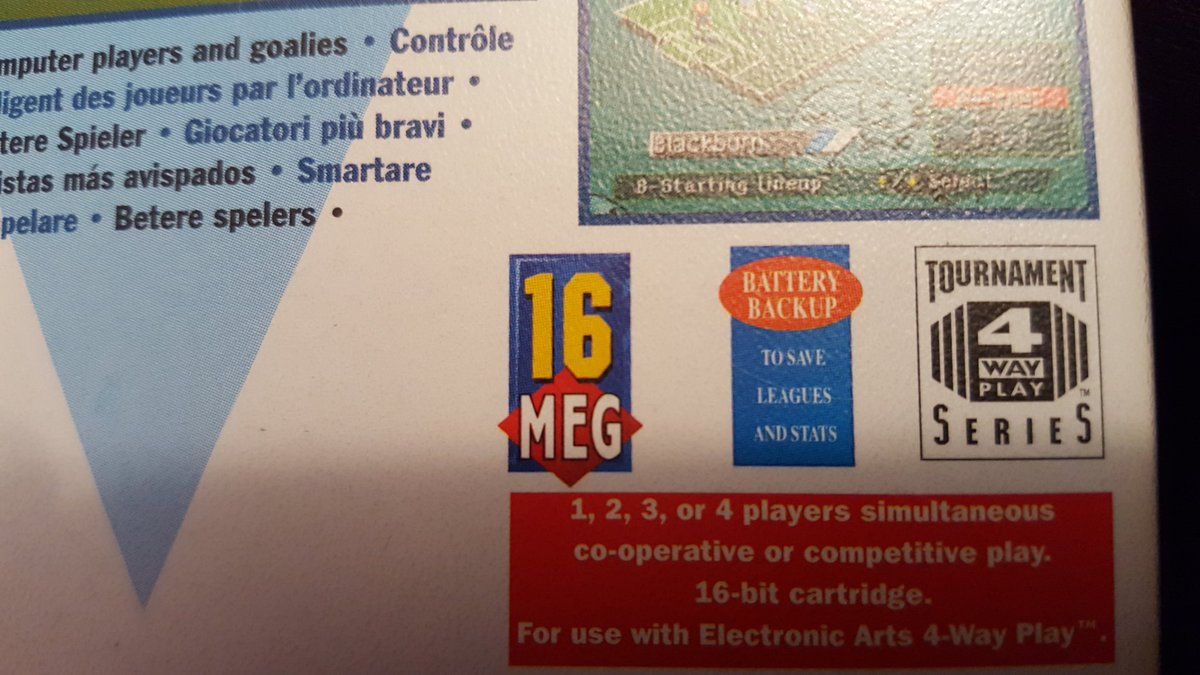 mputer players and goalies • Contrôle
ligent des joueurs par l'ordinateur •
tere Spieler • Giocatori più bravi •
istas más avispados • Smartare
pelare • Betere spelers •
Blackburn
B-Starting Lineup
Select
16
MEG
BATTERY
BACKUP
TO SAVE
LEAGUES
AND STATS
TOURNAMENT
4
WAY
PLAY™
SERIES
1, 2, 3, or 4 players simultaneous
co-operative or competitive play.
16-bit cartridge.
For use with Electronic Arts 4-Way Play™.